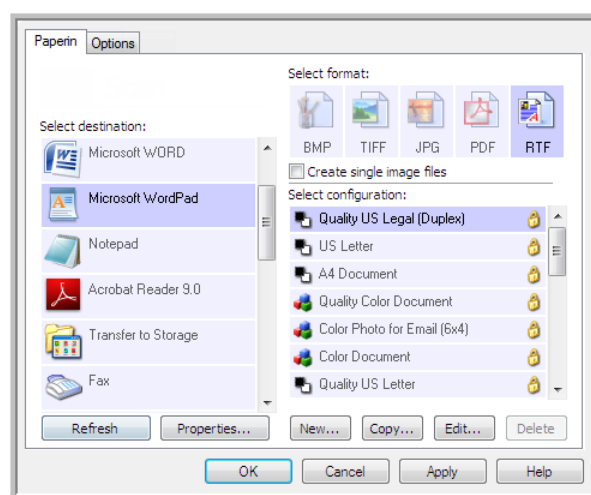 Paperin
Options
Select format:
BMP TIFF JPG PDF RTF
Create single image files
Select destination:
Microsoft WORD
Microsoft WordPad
Notepad
Acrobat Reader 9.0
Transfer to Storage
Fax
Refresh
Properties...
Select configuration:
Quality US Legal (Duplex)
US Letter
A4 Document
Quality Color Document
Color Photo for Email (6x4)
Color Document
Quality US Letter
New...
Copy...
Edit...
Delete
OK
Cancel
Apply
Help